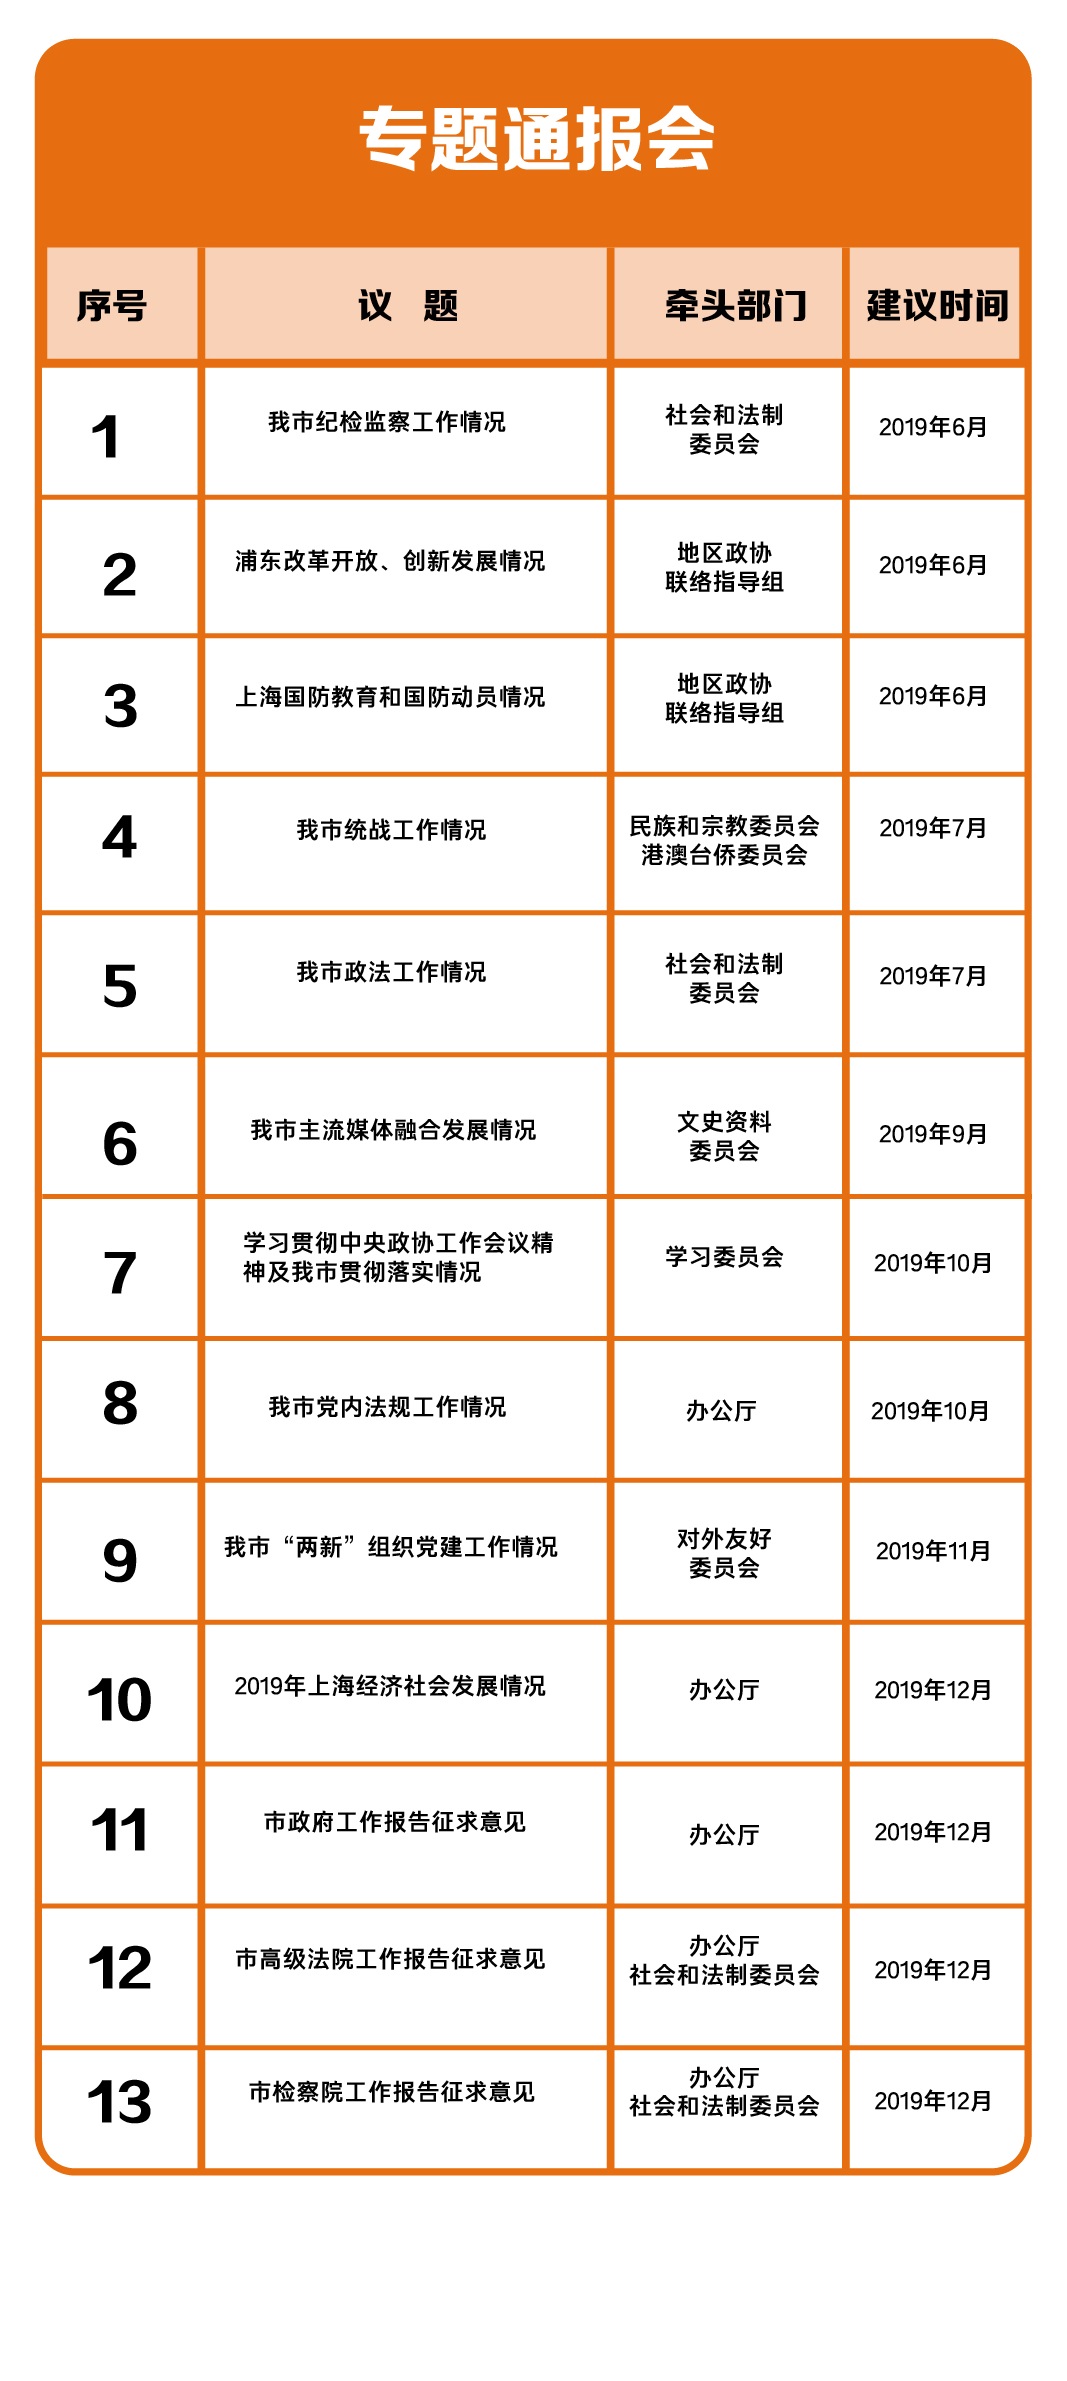 专题通报会
序号 议 题 牵头部门 建议时间
1 我市纪检监察工作情况 社会和法制
委员会 2019年6月
2 浦东改革开放、创新发展情况 地区政协
联络指导组 2019年6月
3 上海国防教育和国防动员情况 地区政协
联络指导组 2019年6月
4 我市统战工作情况 民族和宗教委员会
港澳台侨委员会 2019年7月
5 我市政法工作情况 社会和法制
委员会 2019年7月
6 我市主流媒体融合发展情况 文史资料
委员会 2019年9月
7 学习贯彻中央政协工作会议精
神及我市贯彻落实情况 学习委员会 2019年10月
8 我市党内法规工作情况 办公厅 2019年10月
9 我市“两新”组织党建工作情况 对外友好
委员会 2019年11月
10 2019年上海经济社会发展情况 办公厅 2019年12月
11 市政府工作报告征求意见 办公厅 2019年12月
12 市高级法院工作报告征求意见 办公厅
社会和法制委员会 2019年12月
13 市检察院工作报告征求意见 办公厅
社会和法制委员会 2019年12月